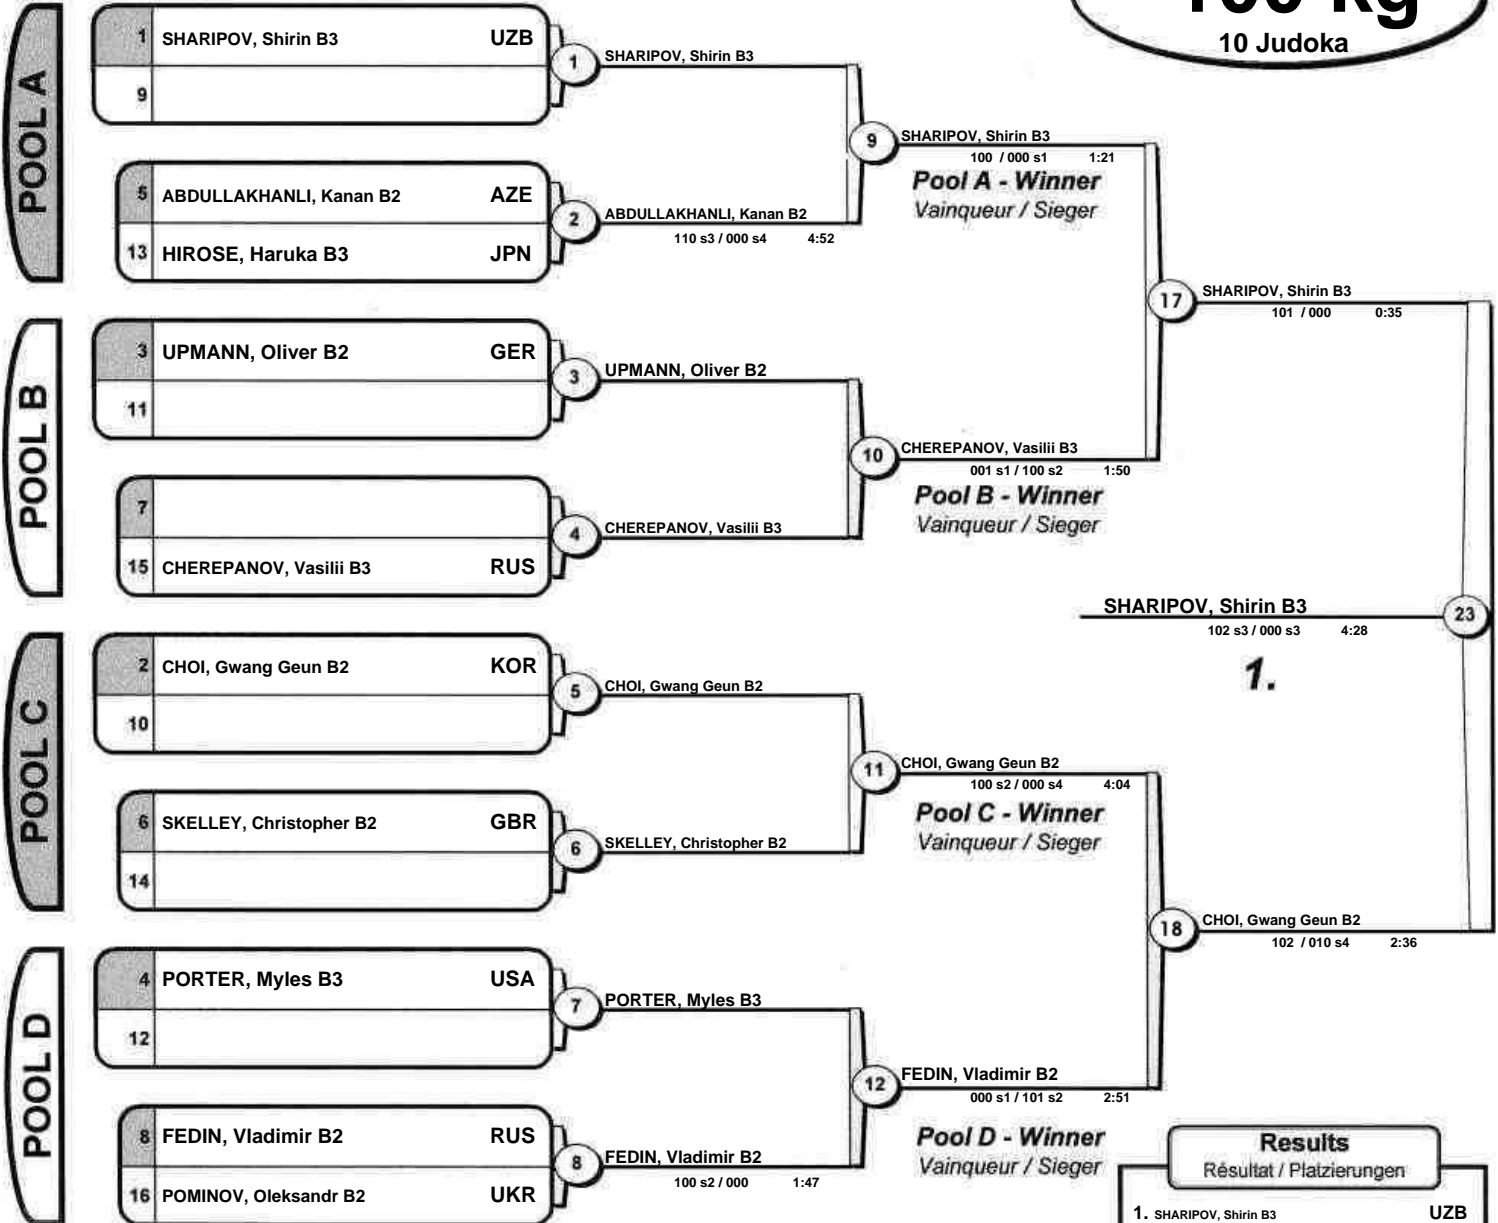 100 kg
10 Judoka
POOL A
1 SHARIPOV, Shirin B3 UZB
9
5 ABDULLAKHANLI, Kanan B2 AZE
13 HIROSE, Haruka B3 JPN
1 SHARIPOV, Shirin B3
2 ABDULLAKHANLI, Kanan B2
110 s3 / 000 s4 4:52
9 SHARIPOV, Shirin B3
100 / 000 s1 1:21
Pool A - Winner
Vainqueur / Sieger
POOL B
3 UPMANN, Oliver B2 GER
11
7
15 CHEREPANOV, Vasilii B3 RUS
3 UPMANN, Oliver B2
4 CHEREPANOV, Vasilii B3
10 CHEREPANOV, Vasilii B3
001 s1 / 100 s2 1:50
Pool B - Winner
Vainqueur / Sieger
17 SHARIPOV, Shirin B3
101 / 000 0:35
SHARIPOV, Shirin B3 23
102 s3 / 000 s3 4:28
1.
POOL C
2 CHOI, Gwang Geun B2 KOR
10
6 SKELLEY, Christopher B2 GBR
14
5 CHOI, Gwang Geun B2
6 SKELLEY, Christopher B2
11 CHOI, Gwang Geun B2
100 s2 / 000 s4 4:04
Pool C - Winner
Vainqueur / Sieger
POOL D
4 PORTER, Myles B3 USA
12
8 FEDIN, Vladimir B2 RUS
16 POMINOV, Oleksandr B2 UKR
7 PORTER, Myles B3
8 FEDIN, Vladimir B2
100 s2 / 000 1:47
12 FEDIN, Vladimir B2
000 s1 / 101 s2 2:51
Pool D - Winner
Vainqueur / Sieger
18 CHOI, Gwang Geun B2
102 / 010 s4 2:36
Results
Résultat / Platzierungen
1. SHARIPOV, Shirin B3 UZB